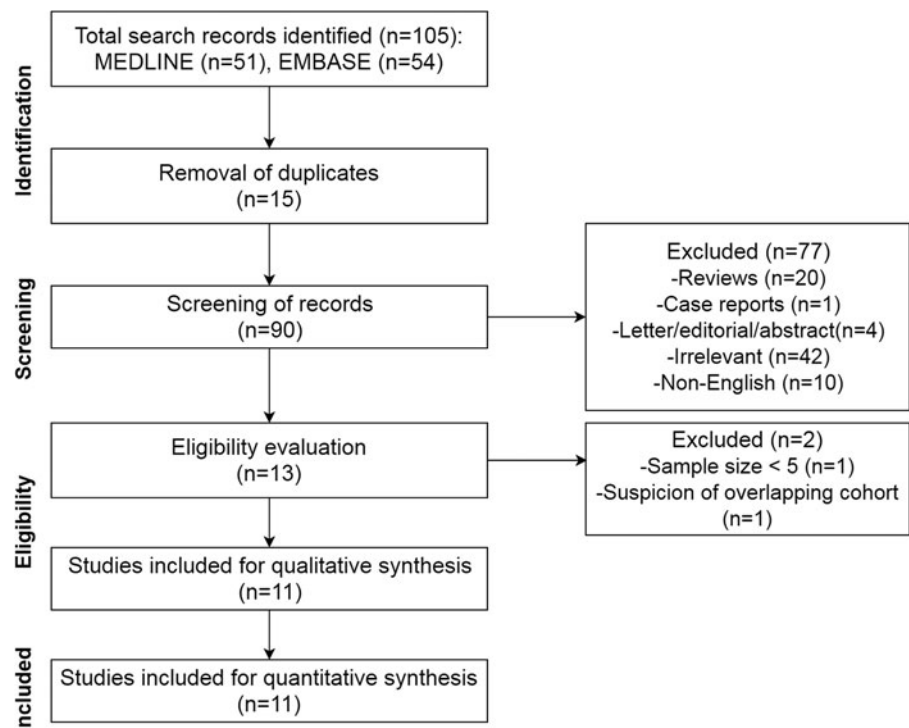 Identification
Total search records identified (n=105):
MEDLINE (n=51), EMBASE (n=54)
Removal of duplicates
(n=15)
Screening
Screening of records
(n=90)
Excluded (n=77)
-Reviews (n=20)
-Case reports (n=1)
-Letter/editorial/abstract(n=4)
-Irrelevant (n=42)
-Non-English (n=10)
Eligibility
Eligibility evaluation
(n=13)
Excluded (n=2)
-Sample size < 5 (n=1)
-Suspicion of overlapping cohort
(n=1)
Studies included for qualitative synthesis
(n=11)
ncluded
Studies included for quantitative synthesis
(n=11)